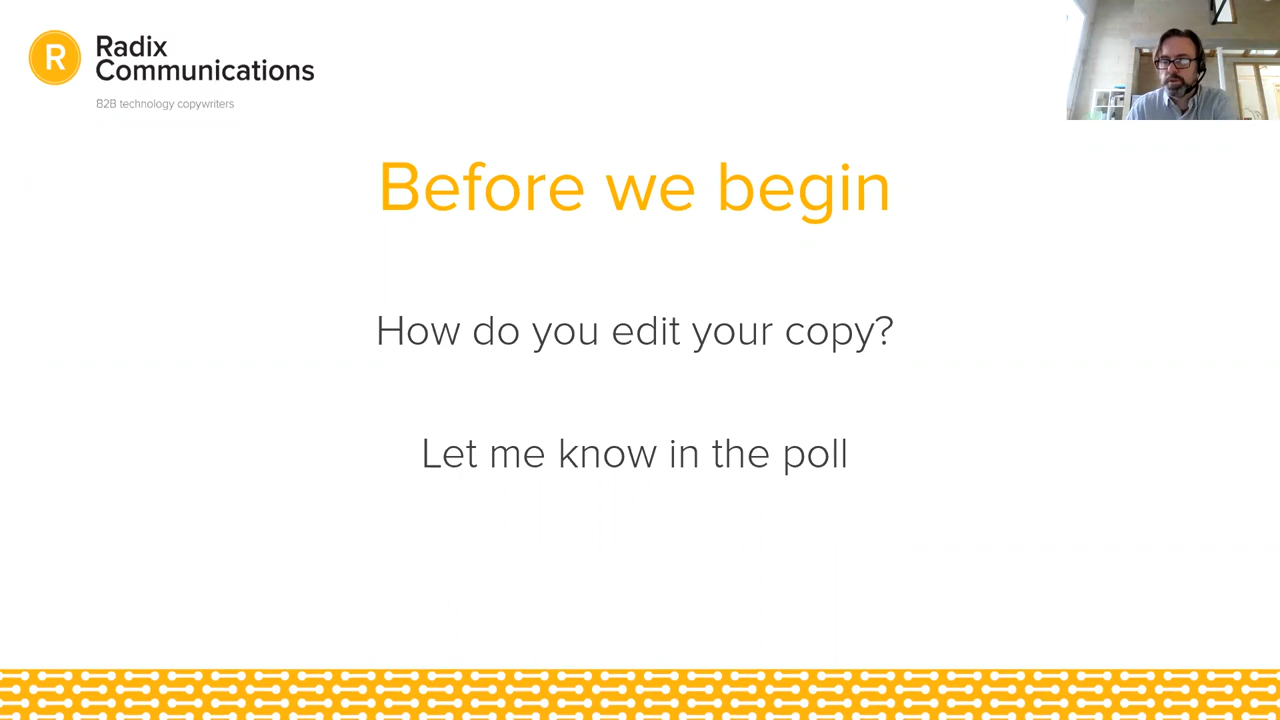 R
Radix
Communications
B2B technology copywriters
Before we begin
How do you edit your copy?
Let me know in the poll